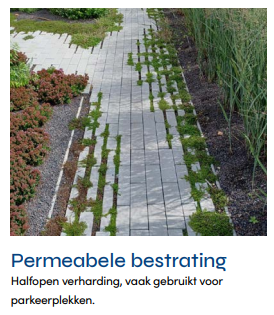 Permeabele bestrating
Halfopen verharding, vaak gebruikt voor
parkeerplekken.